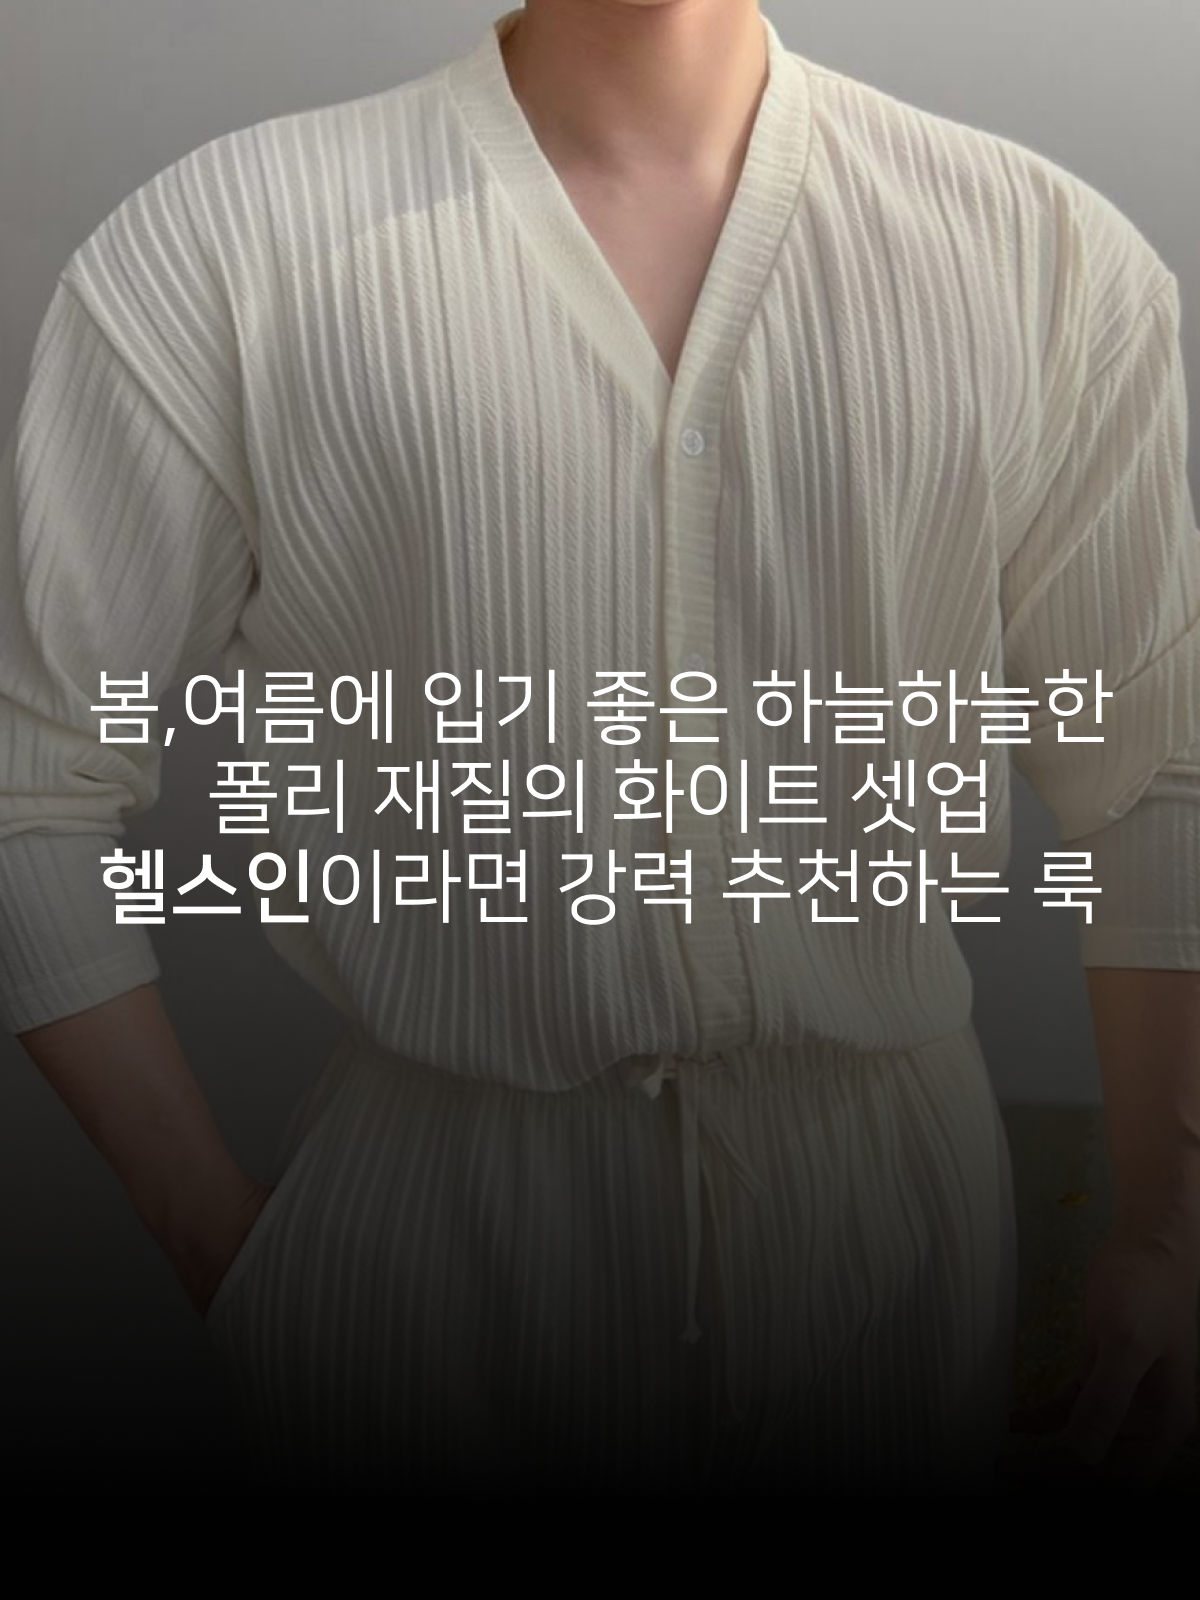 봄,여름에 입기 좋은 하늘하늘한
폴리 재질의 화이트 셋업
헬스인이라면 강력 추천하는 룩